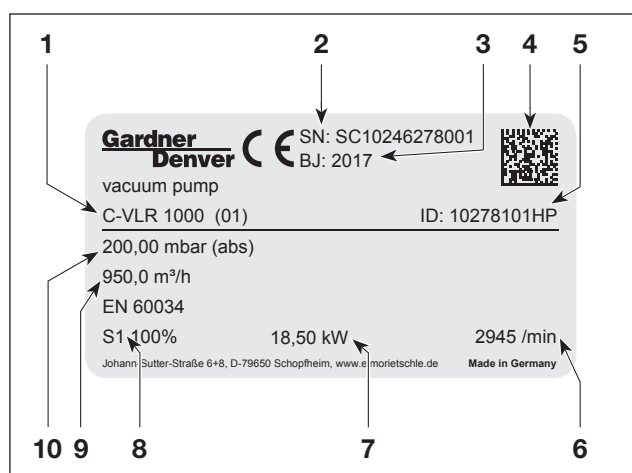 1 2 3 4 5
Gardner
Denver
CE
SN: SC10246278001
BJ: 2017
vacuum pump
C-VLR 1000 (01) ID: 10278101HP
200,00 mbar (abs)
950,0 m³/h
EN 60034
S1 100% 18,50 kW 2945 /min
Johann-Sutter-Straße 6+8, D-79650 Schopfheim, www.elmorietschle.de Made in Germany
10 9 8 7 6